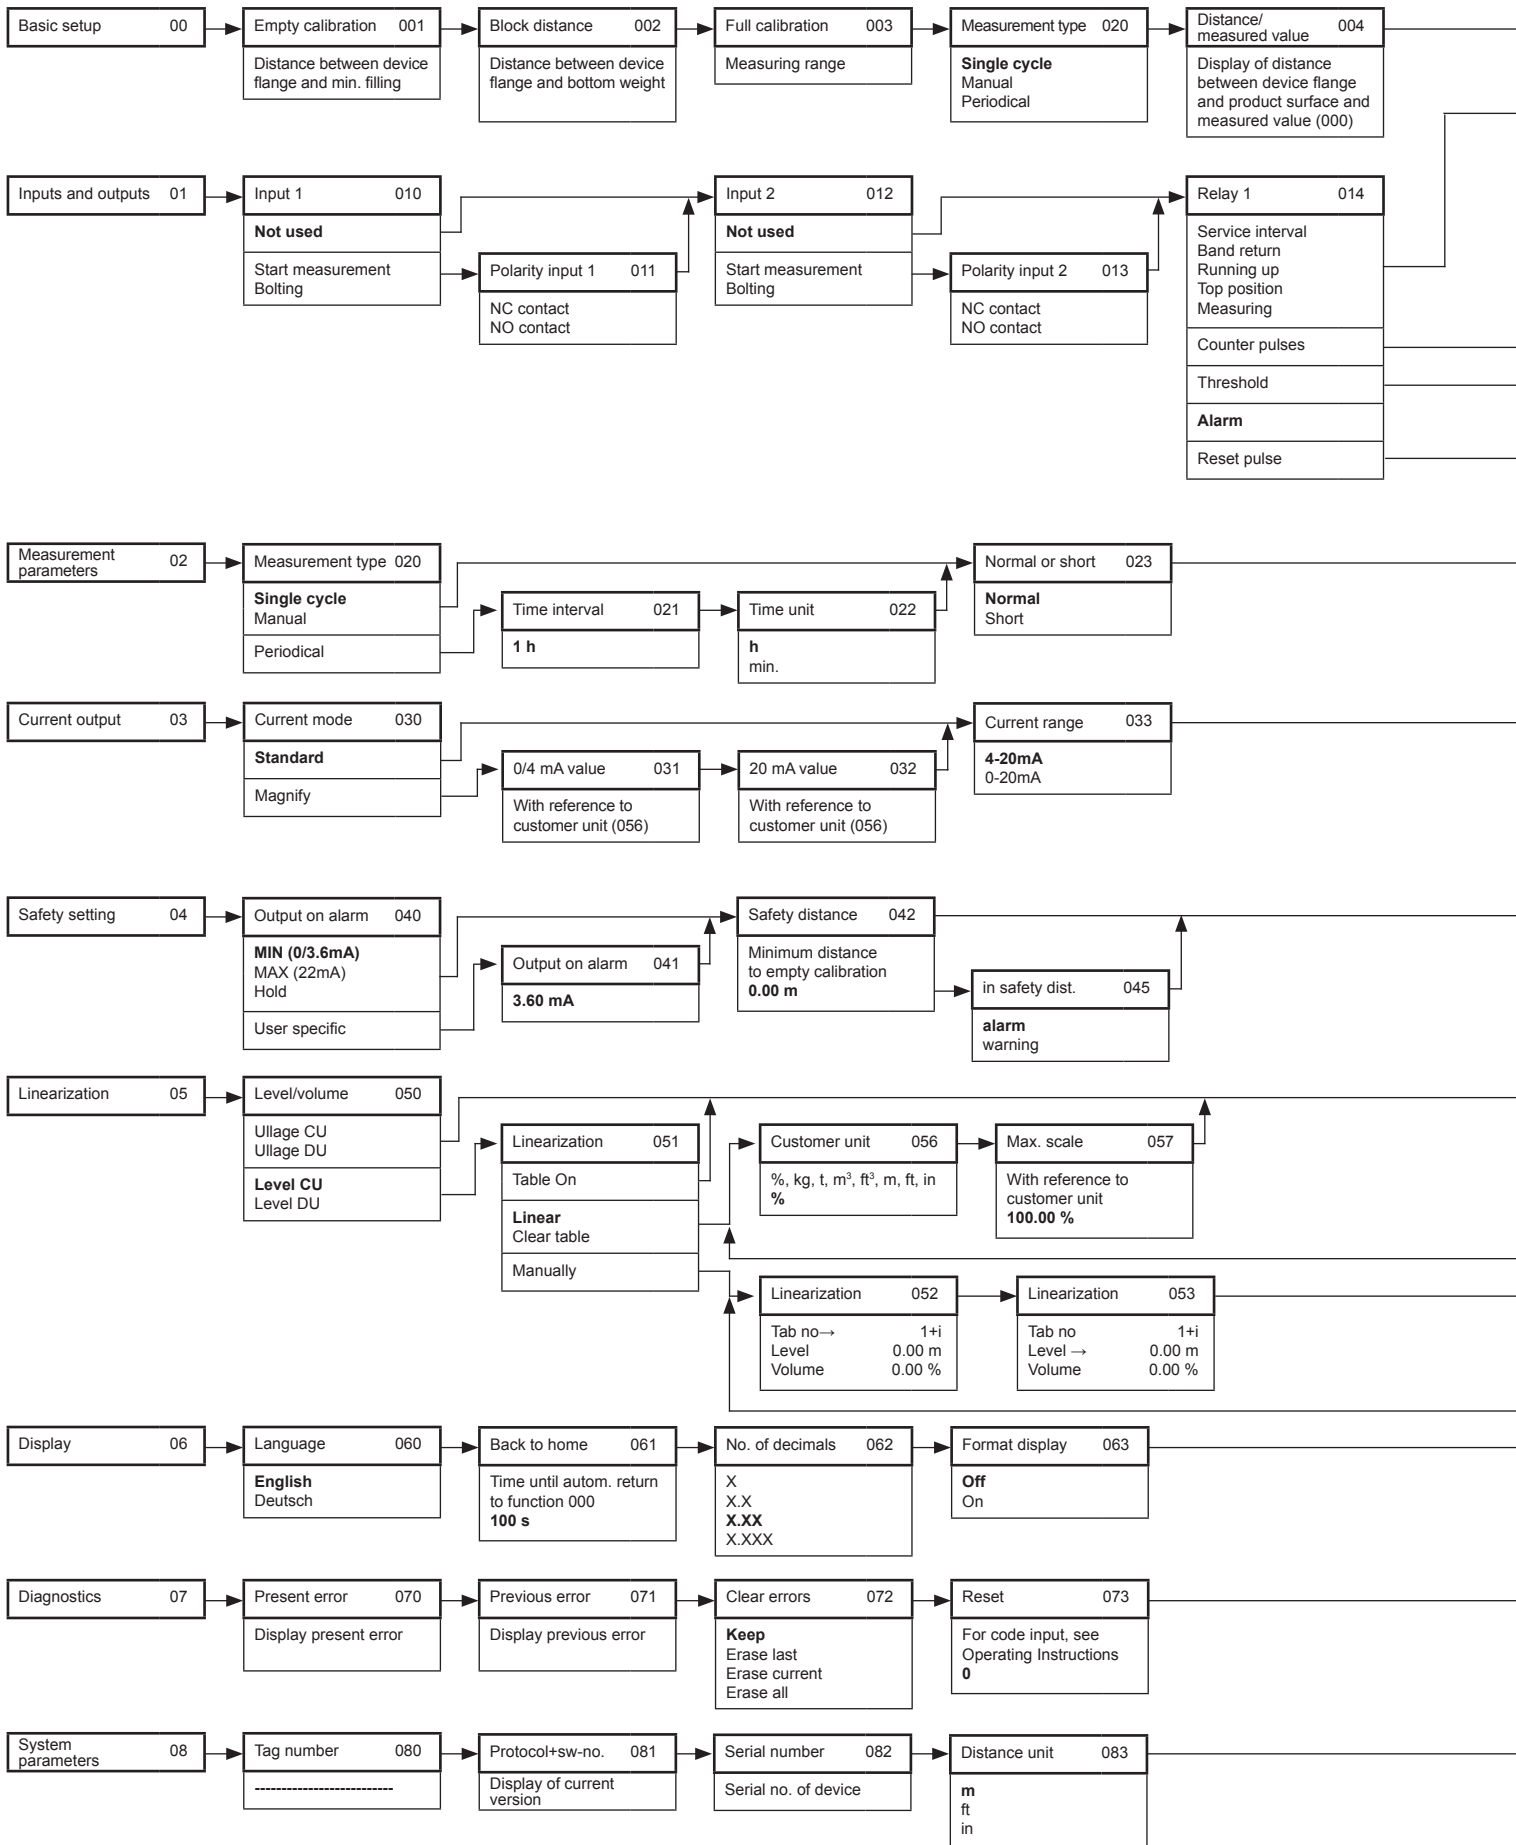 Basic setup 00
Empty calibration 001
Distance between device
flange and min. filling
Block distance 002
Distance between device
flange and bottom weight
Full calibration 003
Measuring range
Measurement type 020
Single cycle
Manual
Periodical
Distance/
measured value 004
Display of distance
between device flange
and product surface and
measured value (000)
Inputs and outputs 01
Input 1 010
Not used
Start measurement
Bolting
Polarity input 1 011
NC contact
NO contact
Input 2 012
Not used
Start measurement
Bolting
Polarity input 2 013
NC contact
NO contact
Relay 1 014
Service interval
Band return
Running up
Top position
Measuring
Counter pulses
Threshold
Alarm
Reset pulse
Measurement
parameters 02
Measurement type 020
Single cycle
Manual
Periodical
Time interval 021
1 h
Time unit 022
h
min.
Normal or short 023
Normal
Short
Current output 03
Current mode 030
Standard
Magnify
0/4 mA value 031
With reference to
customer unit (056)
20 mA value 032
With reference to
customer unit (056)
Current range 033
4-20mA
0-20mA
Safety setting 04
Output on alarm 040
MIN (0/3.6mA)
MAX (22mA)
Hold
User specific
Output on alarm 041
3.60 mA
Safety distance 042
Minimum distance
to empty calibration
0.00 m
in safety dist. 045
alarm
warning
Linearization 05
Level/volume 050
Ullage CU
Ullage DU
Level CU
Level DU
Linearization 051
Table On
Linear
Clear table
Manually
Customer unit 056
%, kg, t, m³, ft³, m, ft, in
%
Max. scale 057
With reference to
customer unit
100.00 %
Linearization 052
Tab no→ 1+i
Level 0.00 m
Volume 0.00 %
Linearization 053
Tab no 1+i
Level → 0.00 m
Volume 0.00 %
Display 06
Language 060
English
Deutsch
Back to home 061
Time until autom. return
to function 000
100 s
No. of decimals 062
X
X.X
X.XX
X.XXX
Format display 063
Off
On
Diagnostics 07
Present error 070
Display present error
Previous error 071
Display previous error
Clear errors 072
Keep
Erase last
Erase current
Erase all
Reset 073
For code input, see
Operating Instructions
0
System
parameters 08
Tag number 080
--------------------------
Protocol+sw-no. 081
Display of current
version
Serial number 082
Serial no. of device
Distance unit 083
m
ft
in